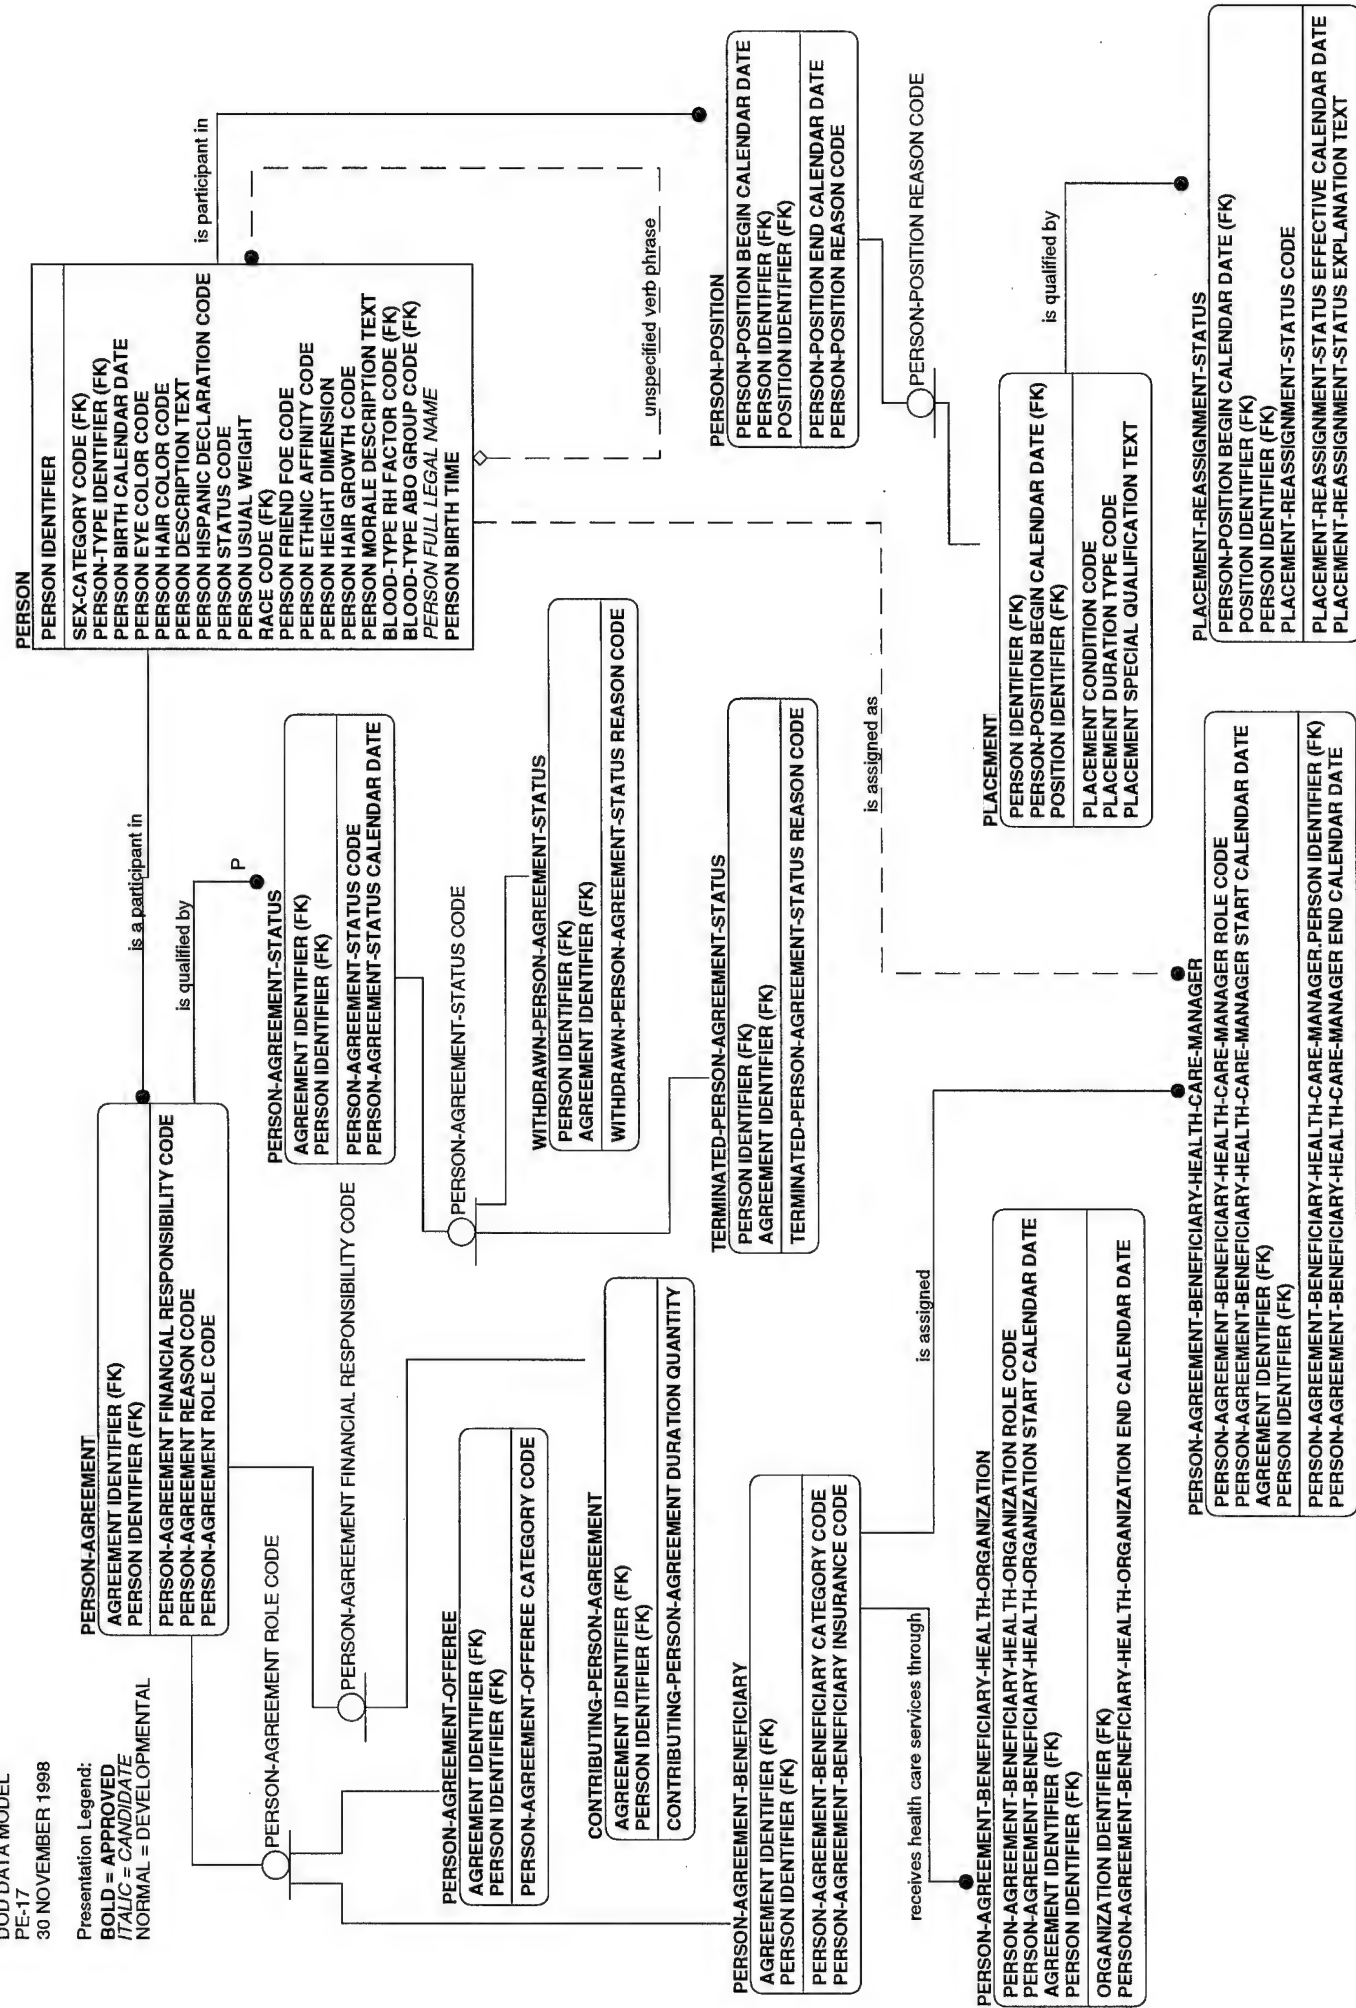 DOD DATA MODEL
PE-17
30 NOVEMBER 1998
Presentation Legend:
BOLD = APPROVED
ITALIC = CANDIDATE
NORMAL = DEVELOPMENTAL
PERSON-AGREEMENT
AGREEMENT IDENTIFIER (FK)
PERSON IDENTIFIER (FK)
PERSON-AGREEMENT FINANCIAL RESPONSIBILITY CODE
PERSON-AGREEMENT REASON CODE
PERSON-AGREEMENT ROLE CODE
is a participant in
is qualified by
P
PERSON
PERSON IDENTIFIER
SEX-CATEGORY CODE (FK)
PERSON-TYPE IDENTIFIER (FK)
PERSON BIRTH CALENDAR DATE
PERSON EYE COLOR CODE
PERSON HAIR COLOR CODE
PERSON DESCRIPTION TEXT
PERSON HISPANIC DECLARATION CODE
PERSON STATUS CODE
PERSON USUAL WEIGHT
RACE CODE (FK)
PERSON FRIEND FOE CODE
PERSON ETHNIC AFFINITY CODE
PERSON HEIGHT DIMENSION
PERSON HAIR GROWTH CODE
PERSON MORALE DESCRIPTION TEXT
BLOOD-TYPE RH FACTOR CODE (FK)
BLOOD-TYPE ABO GROUP CODE (FK)
PERSON FULL LEGAL NAME
PERSON BIRTH TIME
is participant in
unspecified verb phrase
PERSON-AGREEMENT ROLE CODE
PERSON-AGREEMENT FINANCIAL RESPONSIBILITY CODE
PERSON-AGREEMENT-STATUS
AGREEMENT IDENTIFIER (FK)
PERSON IDENTIFIER (FK)
PERSON-AGREEMENT-STATUS CODE
PERSON-AGREEMENT-STATUS CALENDAR DATE
PERSON-AGREEMENT-STATUS CODE
PERSON-AGREEMENT-OFFEREE
AGREEMENT IDENTIFIER (FK)
PERSON IDENTIFIER (FK)
PERSON-AGREEMENT-OFFEREE CATEGORY CODE
WITHDRAWN-PERSON-AGREEMENT-STATUS
PERSON IDENTIFIER (FK)
AGREEMENT IDENTIFIER (FK)
WITHDRAWN-PERSON-AGREEMENT-STATUS REASON CODE
CONTRIBUTING-PERSON-AGREEMENT
AGREEMENT IDENTIFIER (FK)
PERSON IDENTIFIER (FK)
CONTRIBUTING-PERSON-AGREEMENT DURATION QUANTITY
TERMINATED-PERSON-AGREEMENT-STATUS
PERSON IDENTIFIER (FK)
AGREEMENT IDENTIFIER (FK)
TERMINATED-PERSON-AGREEMENT-STATUS REASON CODE
PERSON-POSITION
PERSON-POSITION BEGIN CALENDAR DATE
PERSON IDENTIFIER (FK)
POSITION IDENTIFIER (FK)
PERSON-POSITION END CALENDAR DATE
PERSON-POSITION REASON CODE
PERSON-POSITION REASON CODE
is assigned as
PERSON-AGREEMENT-BENEFICIARY
AGREEMENT IDENTIFIER (FK)
PERSON IDENTIFIER (FK)
PERSON-AGREEMENT-BENEFICIARY CATEGORY CODE
PERSON-AGREEMENT-BENEFICIARY INSURANCE CODE
receives health care services through
is assigned
PLACEMENT
PERSON IDENTIFIER (FK)
PERSON-POSITION BEGIN CALENDAR DATE (FK)
POSITION IDENTIFIER (FK)
PLACEMENT CONDITION CODE
PLACEMENT DURATION TYPE CODE
PLACEMENT SPECIAL QUALIFICATION TEXT
is qualified by
PERSON-AGREEMENT-BENEFICIARY-HEALTH-ORGANIZATION
PERSON-AGREEMENT-BENEFICIARY-HEALTH-ORGANIZATION ROLE CODE
PERSON-AGREEMENT-BENEFICIARY-HEALTH-ORGANIZATION START CALENDAR DATE
AGREEMENT IDENTIFIER (FK)
PERSON IDENTIFIER (FK)
ORGANIZATION IDENTIFIER (FK)
PERSON-AGREEMENT-BENEFICIARY-HEALTH-ORGANIZATION END CALENDAR DATE
PERSON-AGREEMENT-BENEFICIARY-HEALTH-CARE-MANAGER
PERSON-AGREEMENT-BENEFICIARY-HEALTH-CARE-MANAGER ROLE CODE
PERSON-AGREEMENT-BENEFICIARY-HEALTH-CARE-MANAGER START CALENDAR DATE
AGREEMENT IDENTIFIER (FK)
PERSON IDENTIFIER (FK)
PERSON-AGREEMENT-BENEFICIARY-HEALTH-CARE-MANAGER.PERSON IDENTIFIER (FK)
PERSON-AGREEMENT-BENEFICIARY-HEALTH-CARE-MANAGER END CALENDAR DATE
PLACEMENT-REASSIGNMENT-STATUS
PERSON-POSITION BEGIN CALENDAR DATE (FK)
POSITION IDENTIFIER (FK)
PERSON IDENTIFIER (FK)
PLACEMENT-REASSIGNMENT-STATUS CODE
PLACEMENT-REASSIGNMENT-STATUS EFFECTIVE CALENDAR DATE
PLACEMENT-REASSIGNMENT-STATUS EXPLANATION TEXT